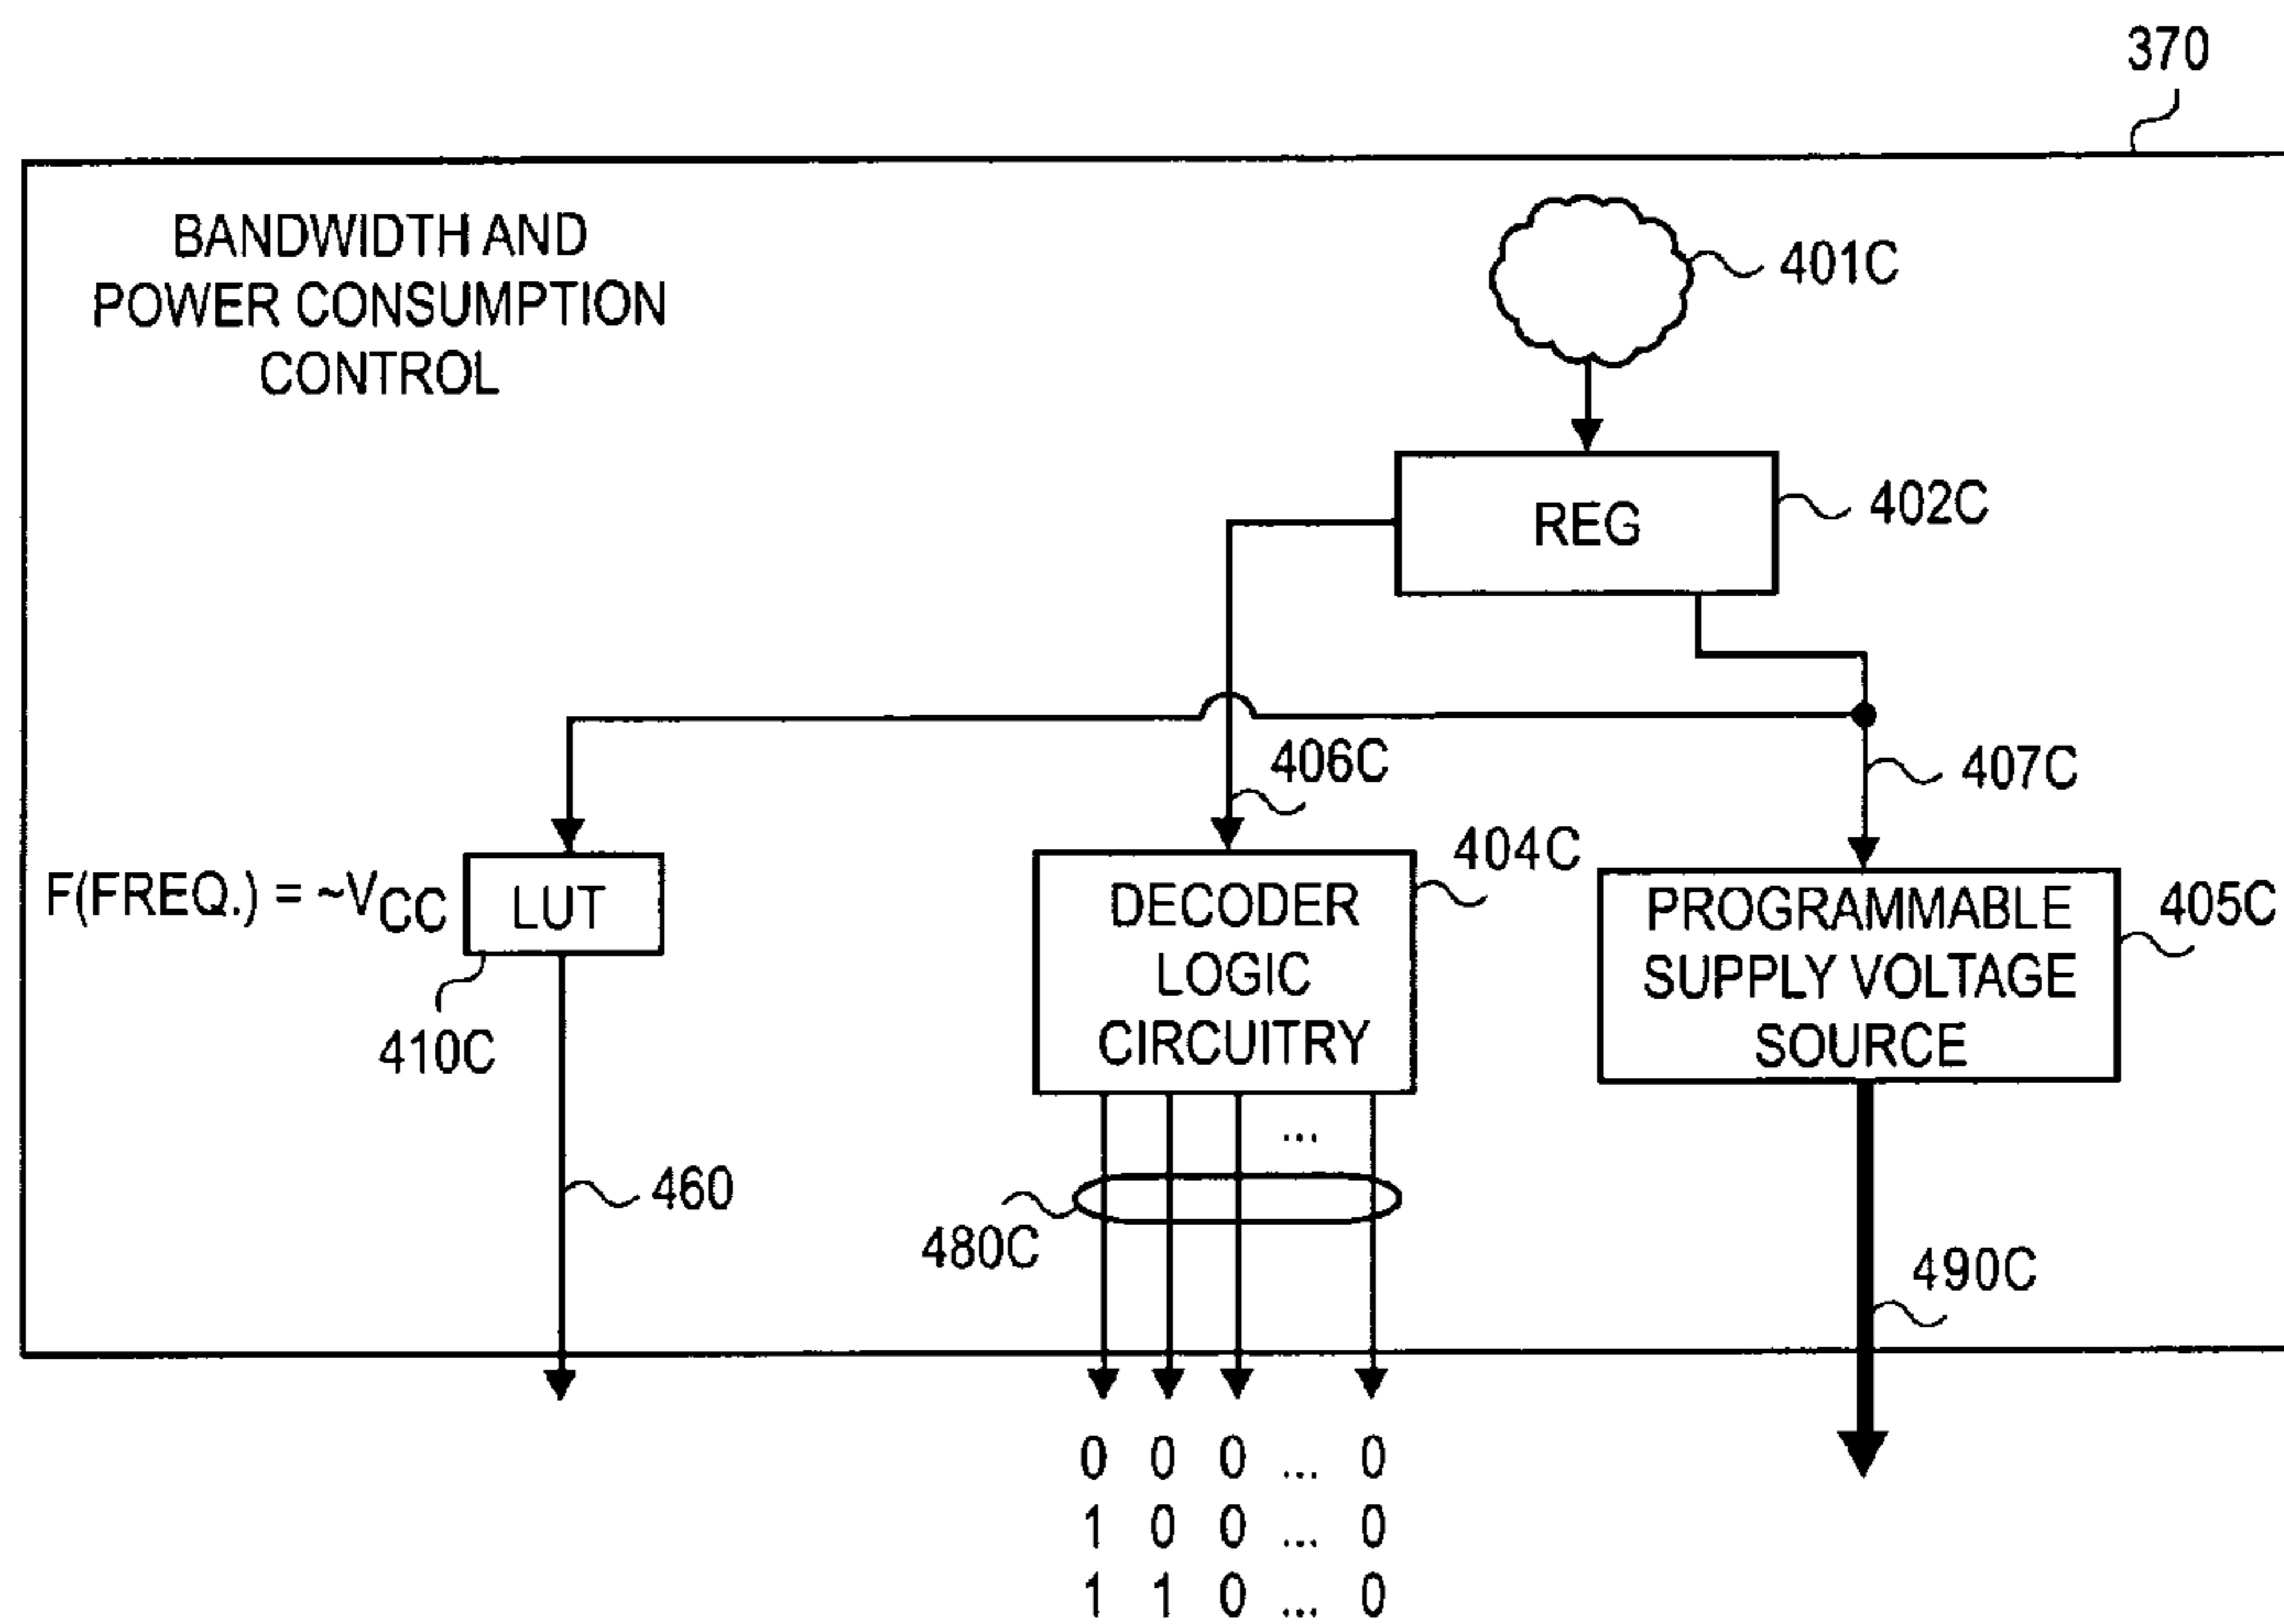 370
BANDWIDTH AND
POWER CONSUMPTION
CONTROL
401C
REG
402C
406C
407C
F(FREQ.) = ~VCC
LUT
410C
DECODER
LOGIC
CIRCUITRY
404C
PROGRAMMABLE
SUPPLY VOLTAGE
SOURCE
405C
...
460
480C
490C
0 0 0 ... 0
1 0 0 ... 0
1 1 0 ... 0